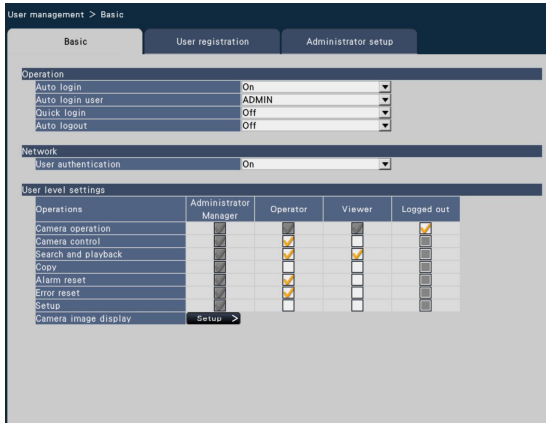 User management > Basic
Basic User registration Administrator setup
Operation
Auto login On
Auto login user ADMIN
Quick login Off
Auto logout Off
Network
User authentication On
User level settings
Operations Administrator Manager Operator Viewer Logged out
Camera operation
Camera control
Search and playback
Copy
Alarm reset
Error reset
Setup
Camera image display Setup >